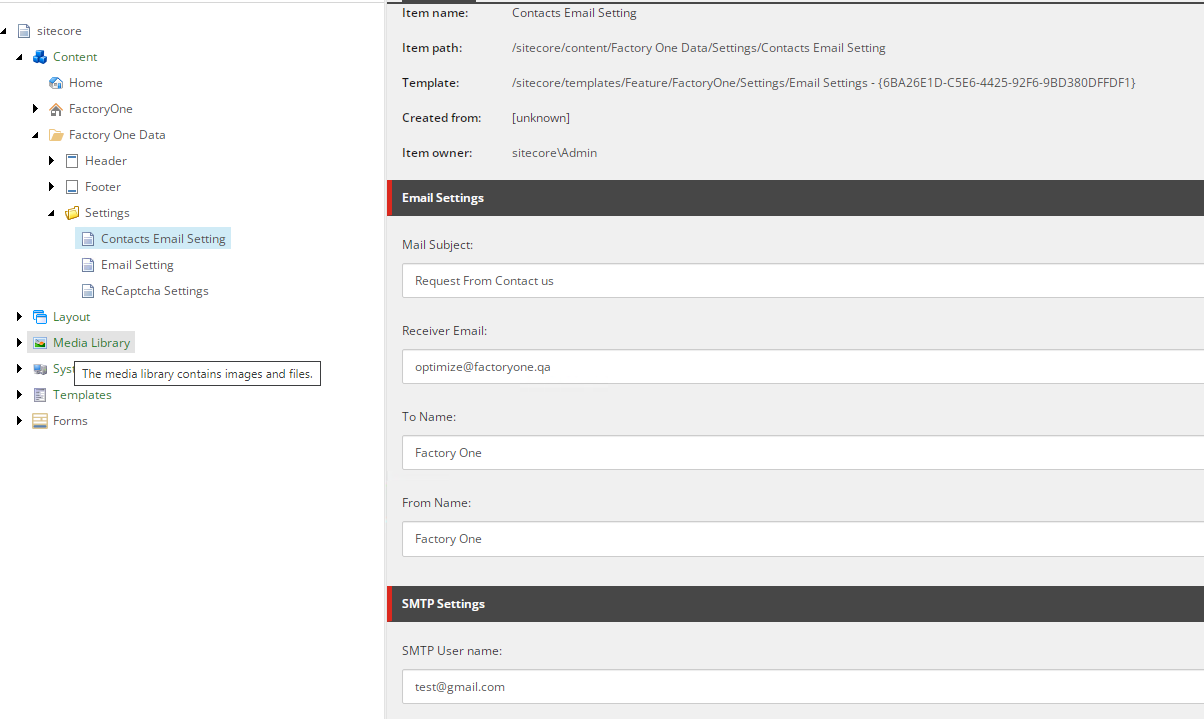 sitecore
Content
Home
FactoryOne
Factory One Data
Header
Footer
Settings
Contacts Email Setting
Email Setting
ReCaptcha Settings
Layout
Media Library
Syst
The media library contains images and files.
Templates
Forms
Item name: Contacts Email Setting
Item path: /sitecore/content/Factory One Data/Settings/Contacts Email Setting
Template: /sitecore/templates/Feature/FactoryOne/Settings/Email Settings - {6BA26E1D-C5E6-4425-92F6-9BD380DFFDF1}
Created from: [unknown]
Item owner: sitecore\Admin
Email Settings
Mail Subject:
Request From Contact us
Receiver Email:
optimize@factoryone.qa
To Name:
Factory One
From Name:
Factory One
SMTP Settings
SMTP User name:
test@gmail.com